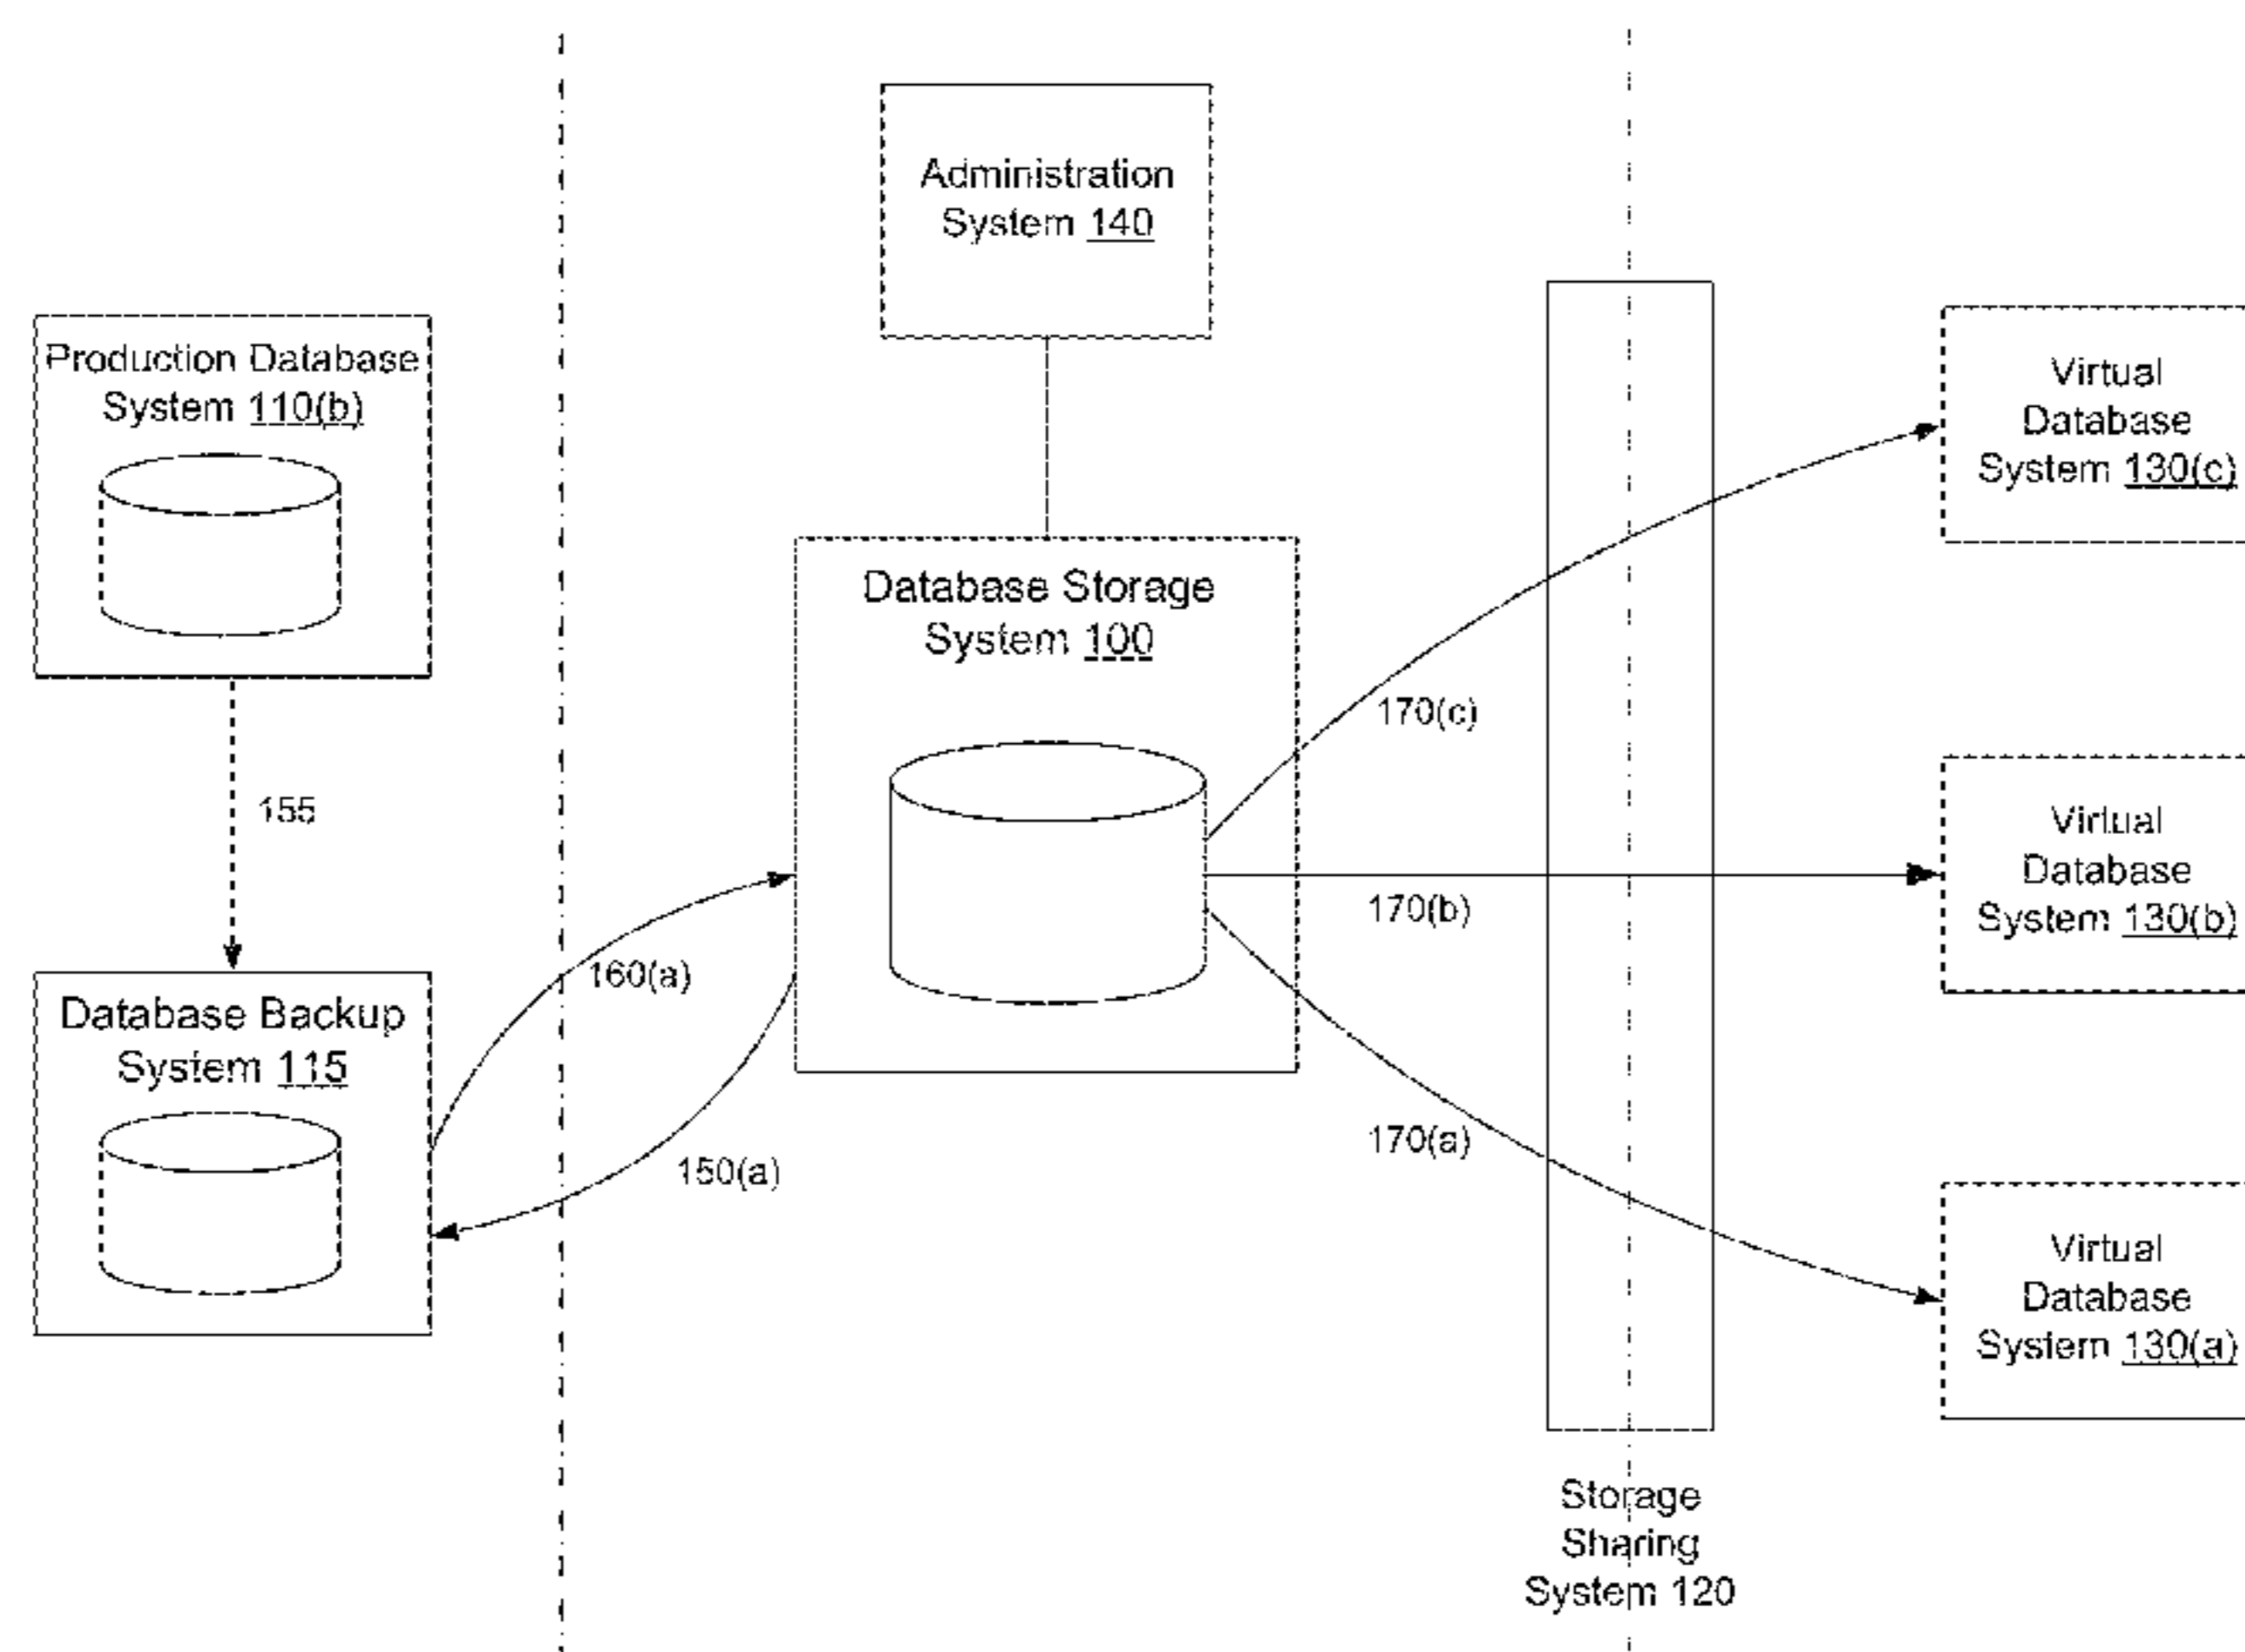 Administration
System 140
Production Database
System 110(b)
Virtual
Database
System 130(c)
Database Storage
System 100
170(c)
155
Virtual
Database
System 130(b)
170(b)
160(a)
Database Backup
System 115
150(a)
170(a)
Virtual
Database
System 130(a)
Storage
Sharing
System 120